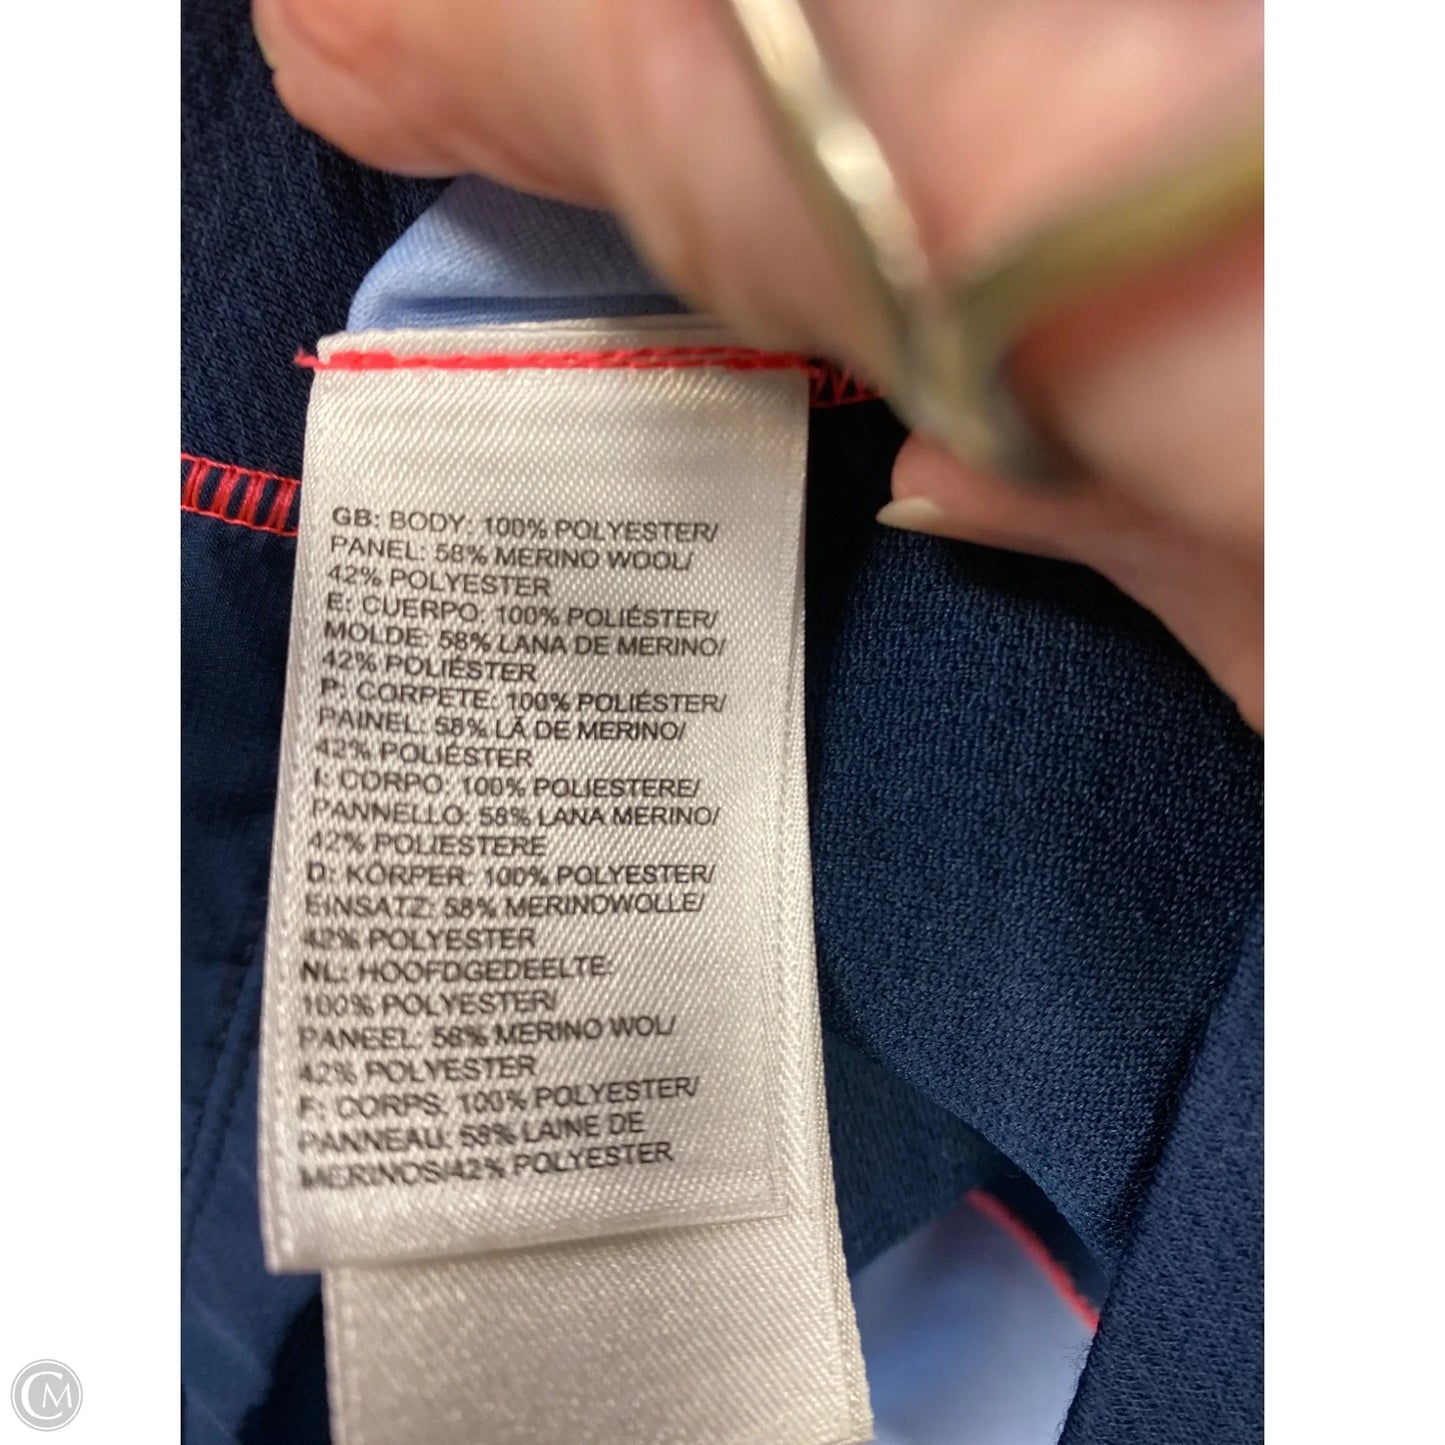 GB: BODY: 100% POLYESTER/
PANEL: 58% MERINO WOOL/
42% POLYESTER
E: CUERPO: 100% POLIÉSTER/
MOLDE: 58% LANA DE MERINO/
42% POLIÉSTER
P: CORPETE: 100% POLIÉSTER/
PAINEL: 58% LÃ DE MERINO/
42% POLIÉSTER
I: CORPO: 100% POLIESTERE/
PANNELLO: 58% LANA MERINO/
42% POLIESTERE
D: KÖRPER: 100% POLYESTER/
EINSATZ: 58% MERINOWOLLE/
42% POLYESTER
NL: HOOFDGEDEELTE:
100% POLYESTER/
PANEEL: 58% MERINO WOL/
42% POLYESTER
F: CORPS: 100% POLYESTER/
PANNEAU: 58% LAINE DE
MERINOS/42% POLYESTER
CM